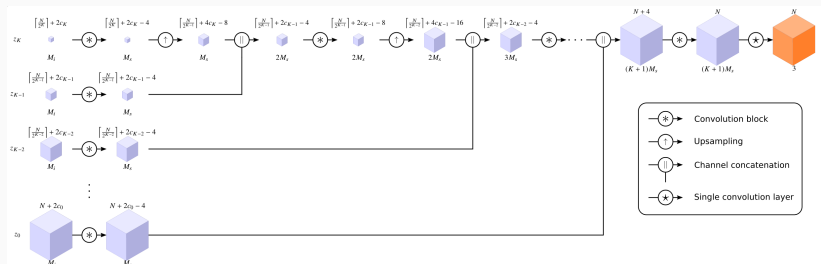 ⌈N/2^K⌉ + 2c_K ⌈N/2^K⌉ + 2c_K − 4 ⌈N/2^{K−1}⌉ + 4c_K − 8 ⌈N/2^{K−1}⌉ + 2c_{K−1} − 4 ⌈N/2^{K−1}⌉ + 2c_{K−1} − 8 ⌈N/2^{K−2}⌉ + 4c_{K−1} − 16 ⌈N/2^{K−2}⌉ + 2c_{K−2} − 4 N + 4 N N
z_K * * ↑ || * ↑ || * · · · || * ★
M_i M_s M_s 2M_s 2M_s 2M_s 3M_s (K + 1)M_s (K + 1)M_s 3
⌈N/2^{K−1}⌉ + 2c_{K−1} ⌈N/2^{K−1}⌉ + 2c_{K−1} − 4
z_{K−1} *
M_i M_s
⌈N/2^{K−2}⌉ + 2c_{K−2} ⌈N/2^{K−2}⌉ + 2c_{K−2} − 4
z_{K−2} *
M_i M_s
N + 2c_0 N + 2c_0 − 4
z_0 *
* Convolution block
↑ Upsampling
|| Channel concatenation
★ Single convolution layer